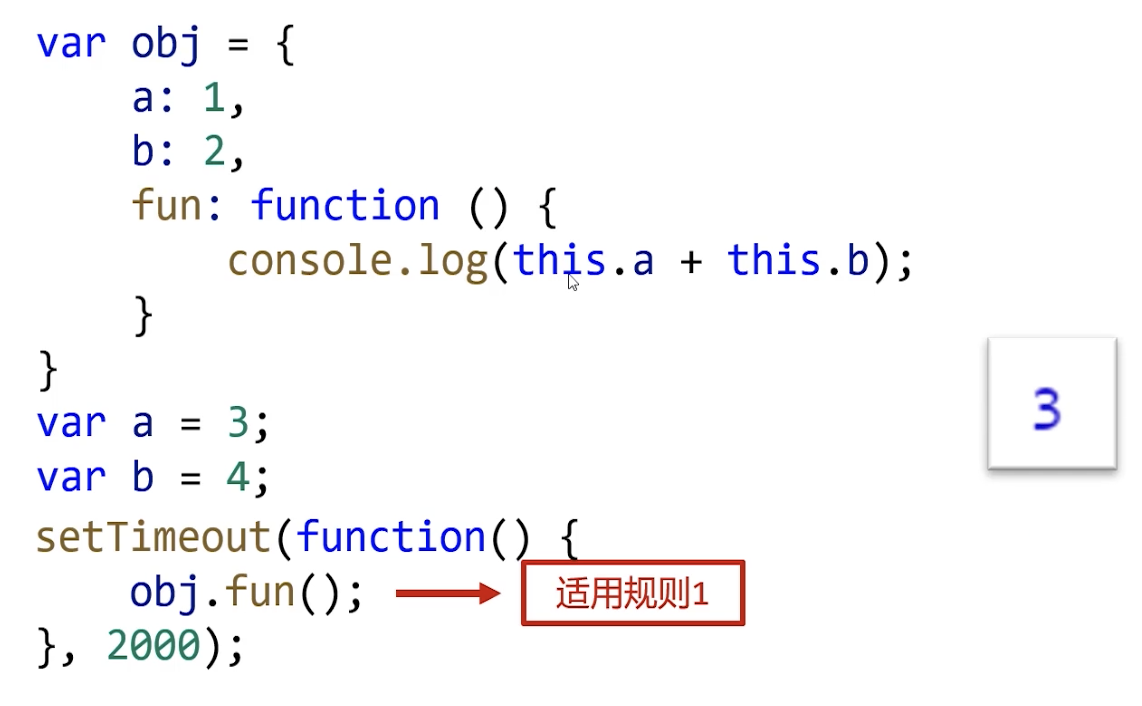 var obj = {
    a: 1,
    b: 2,
    fun: function () {
        console.log(this.a + this.b);
    }
}
3
var a = 3;
var b = 4;
setTimeout(function() {
    obj.fun(); 适用规则1
}, 2000);